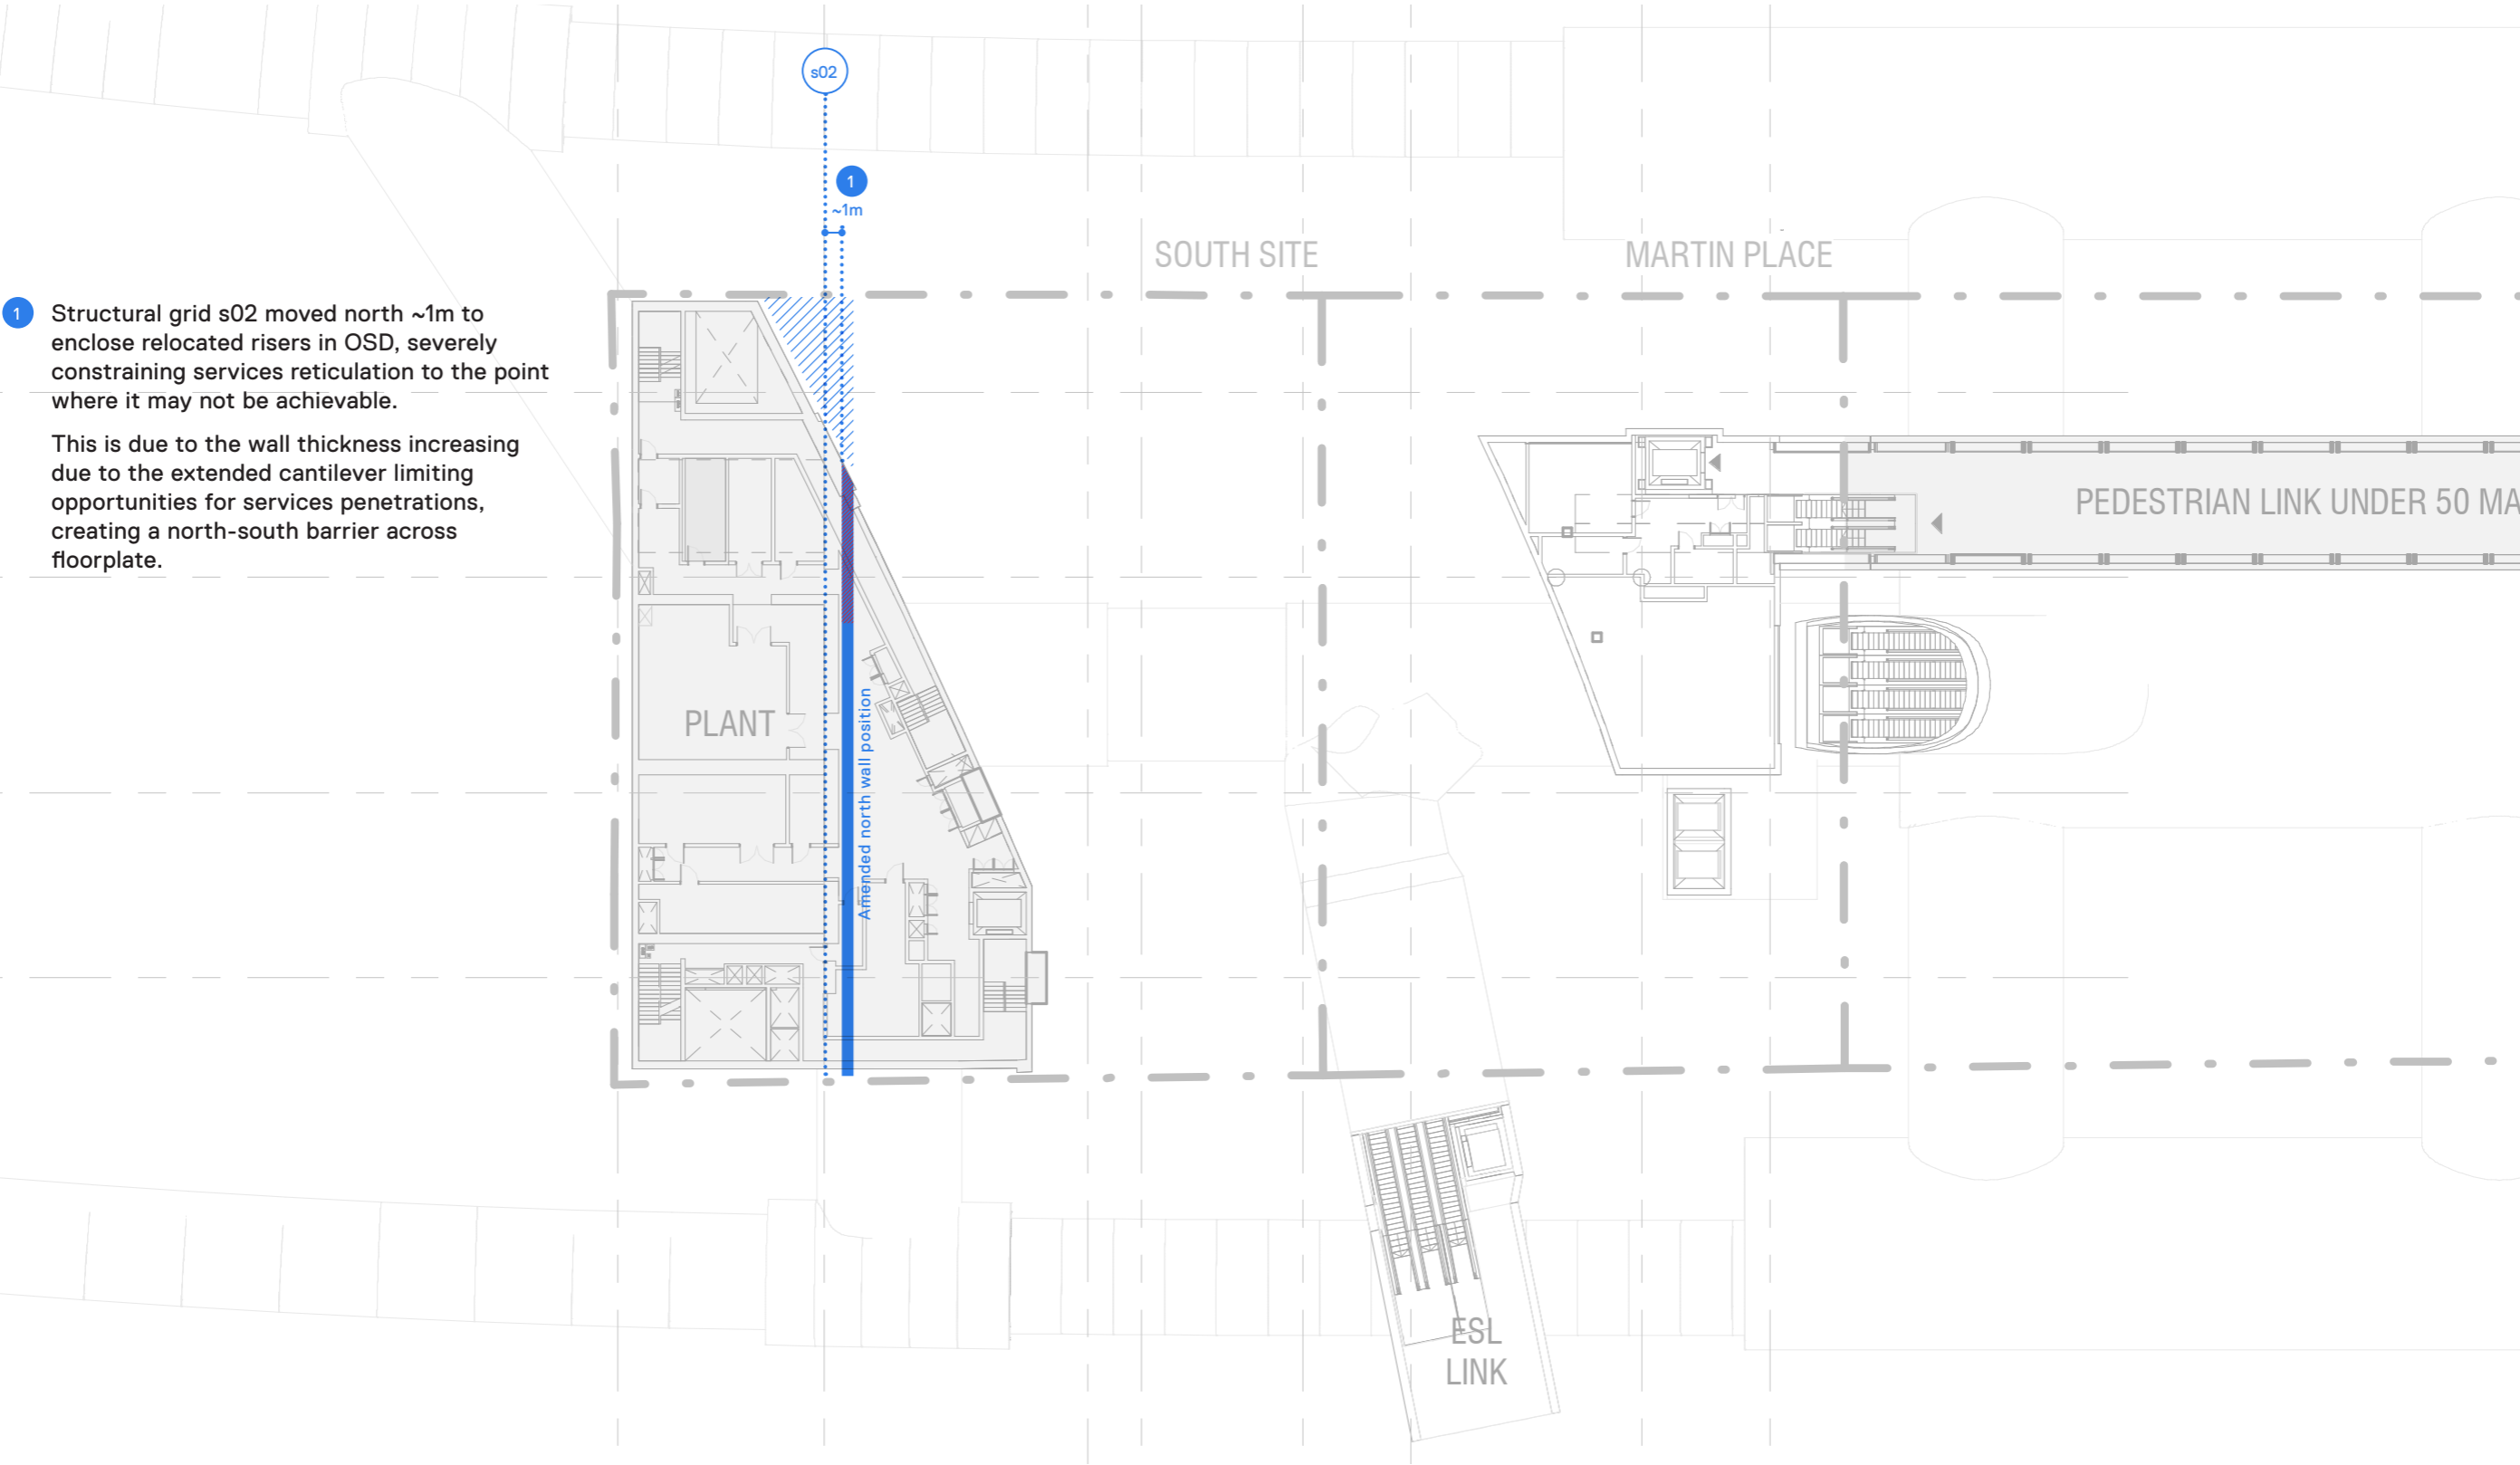 s02
1
~1m
SOUTH SITE
MARTIN PLACE
1
Structural grid s02 moved north ~1m to
enclose relocated risers in OSD, severely
constraining services reticulation to the point
where it may not be achievable.
This is due to the wall thickness increasing
due to the extended cantilever limiting
opportunities for services penetrations,
creating a north-south barrier across
floorplate.
PEDESTRIAN LINK UNDER 50 MA
PLANT
Amended north wall position
ESL
LINK